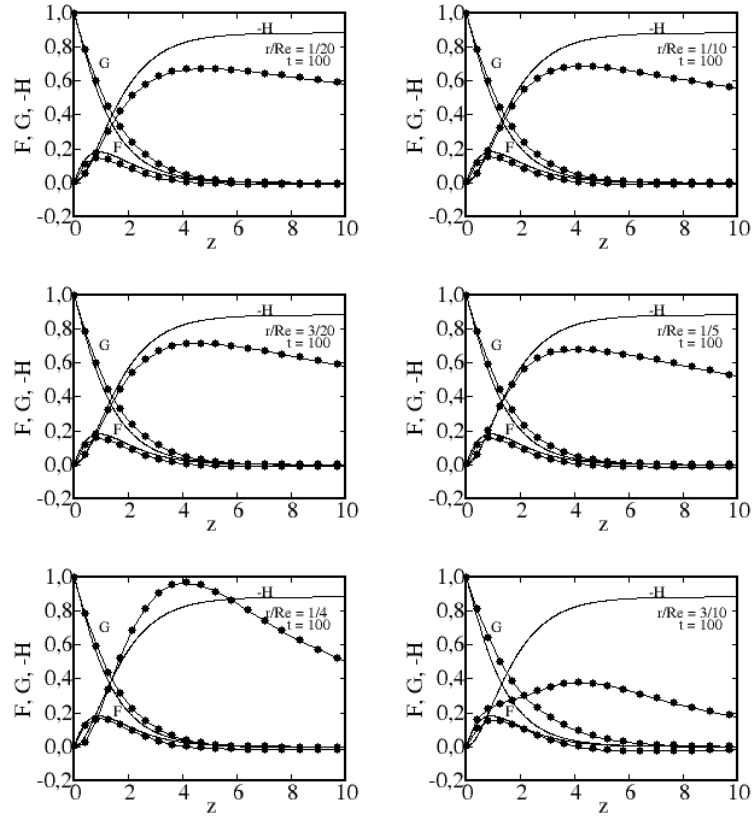 1,0
0,8
0,6
0,4
0,2
0,0
-0,2
F, G, -H
G
F
-H
r/Re = 1/20
t = 100
0 2 4 6 8 10
z
1,0
0,8
0,6
0,4
0,2
0,0
-0,2
F, G, -H
G
F
-H
r/Re = 1/10
t = 100
0 2 4 6 8 10
z
1,0
0,8
0,6
0,4
0,2
0,0
-0,2
F, G, -H
G
F
-H
r/Re = 3/20
t = 100
0 2 4 6 8 10
z
1,0
0,8
0,6
0,4
0,2
0,0
-0,2
F, G, -H
G
F
-H
r/Re = 1/5
t = 100
0 2 4 6 8 10
z
1,0
0,8
0,6
0,4
0,2
0,0
-0,2
F, G, -H
G
F
-H
r/Re = 1/4
t = 100
0 2 4 6 8 10
z
1,0
0,8
0,6
0,4
0,2
0,0
-0,2
F, G, -H
G
F
-H
r/Re = 3/10
t = 100
0 2 4 6 8 10
z